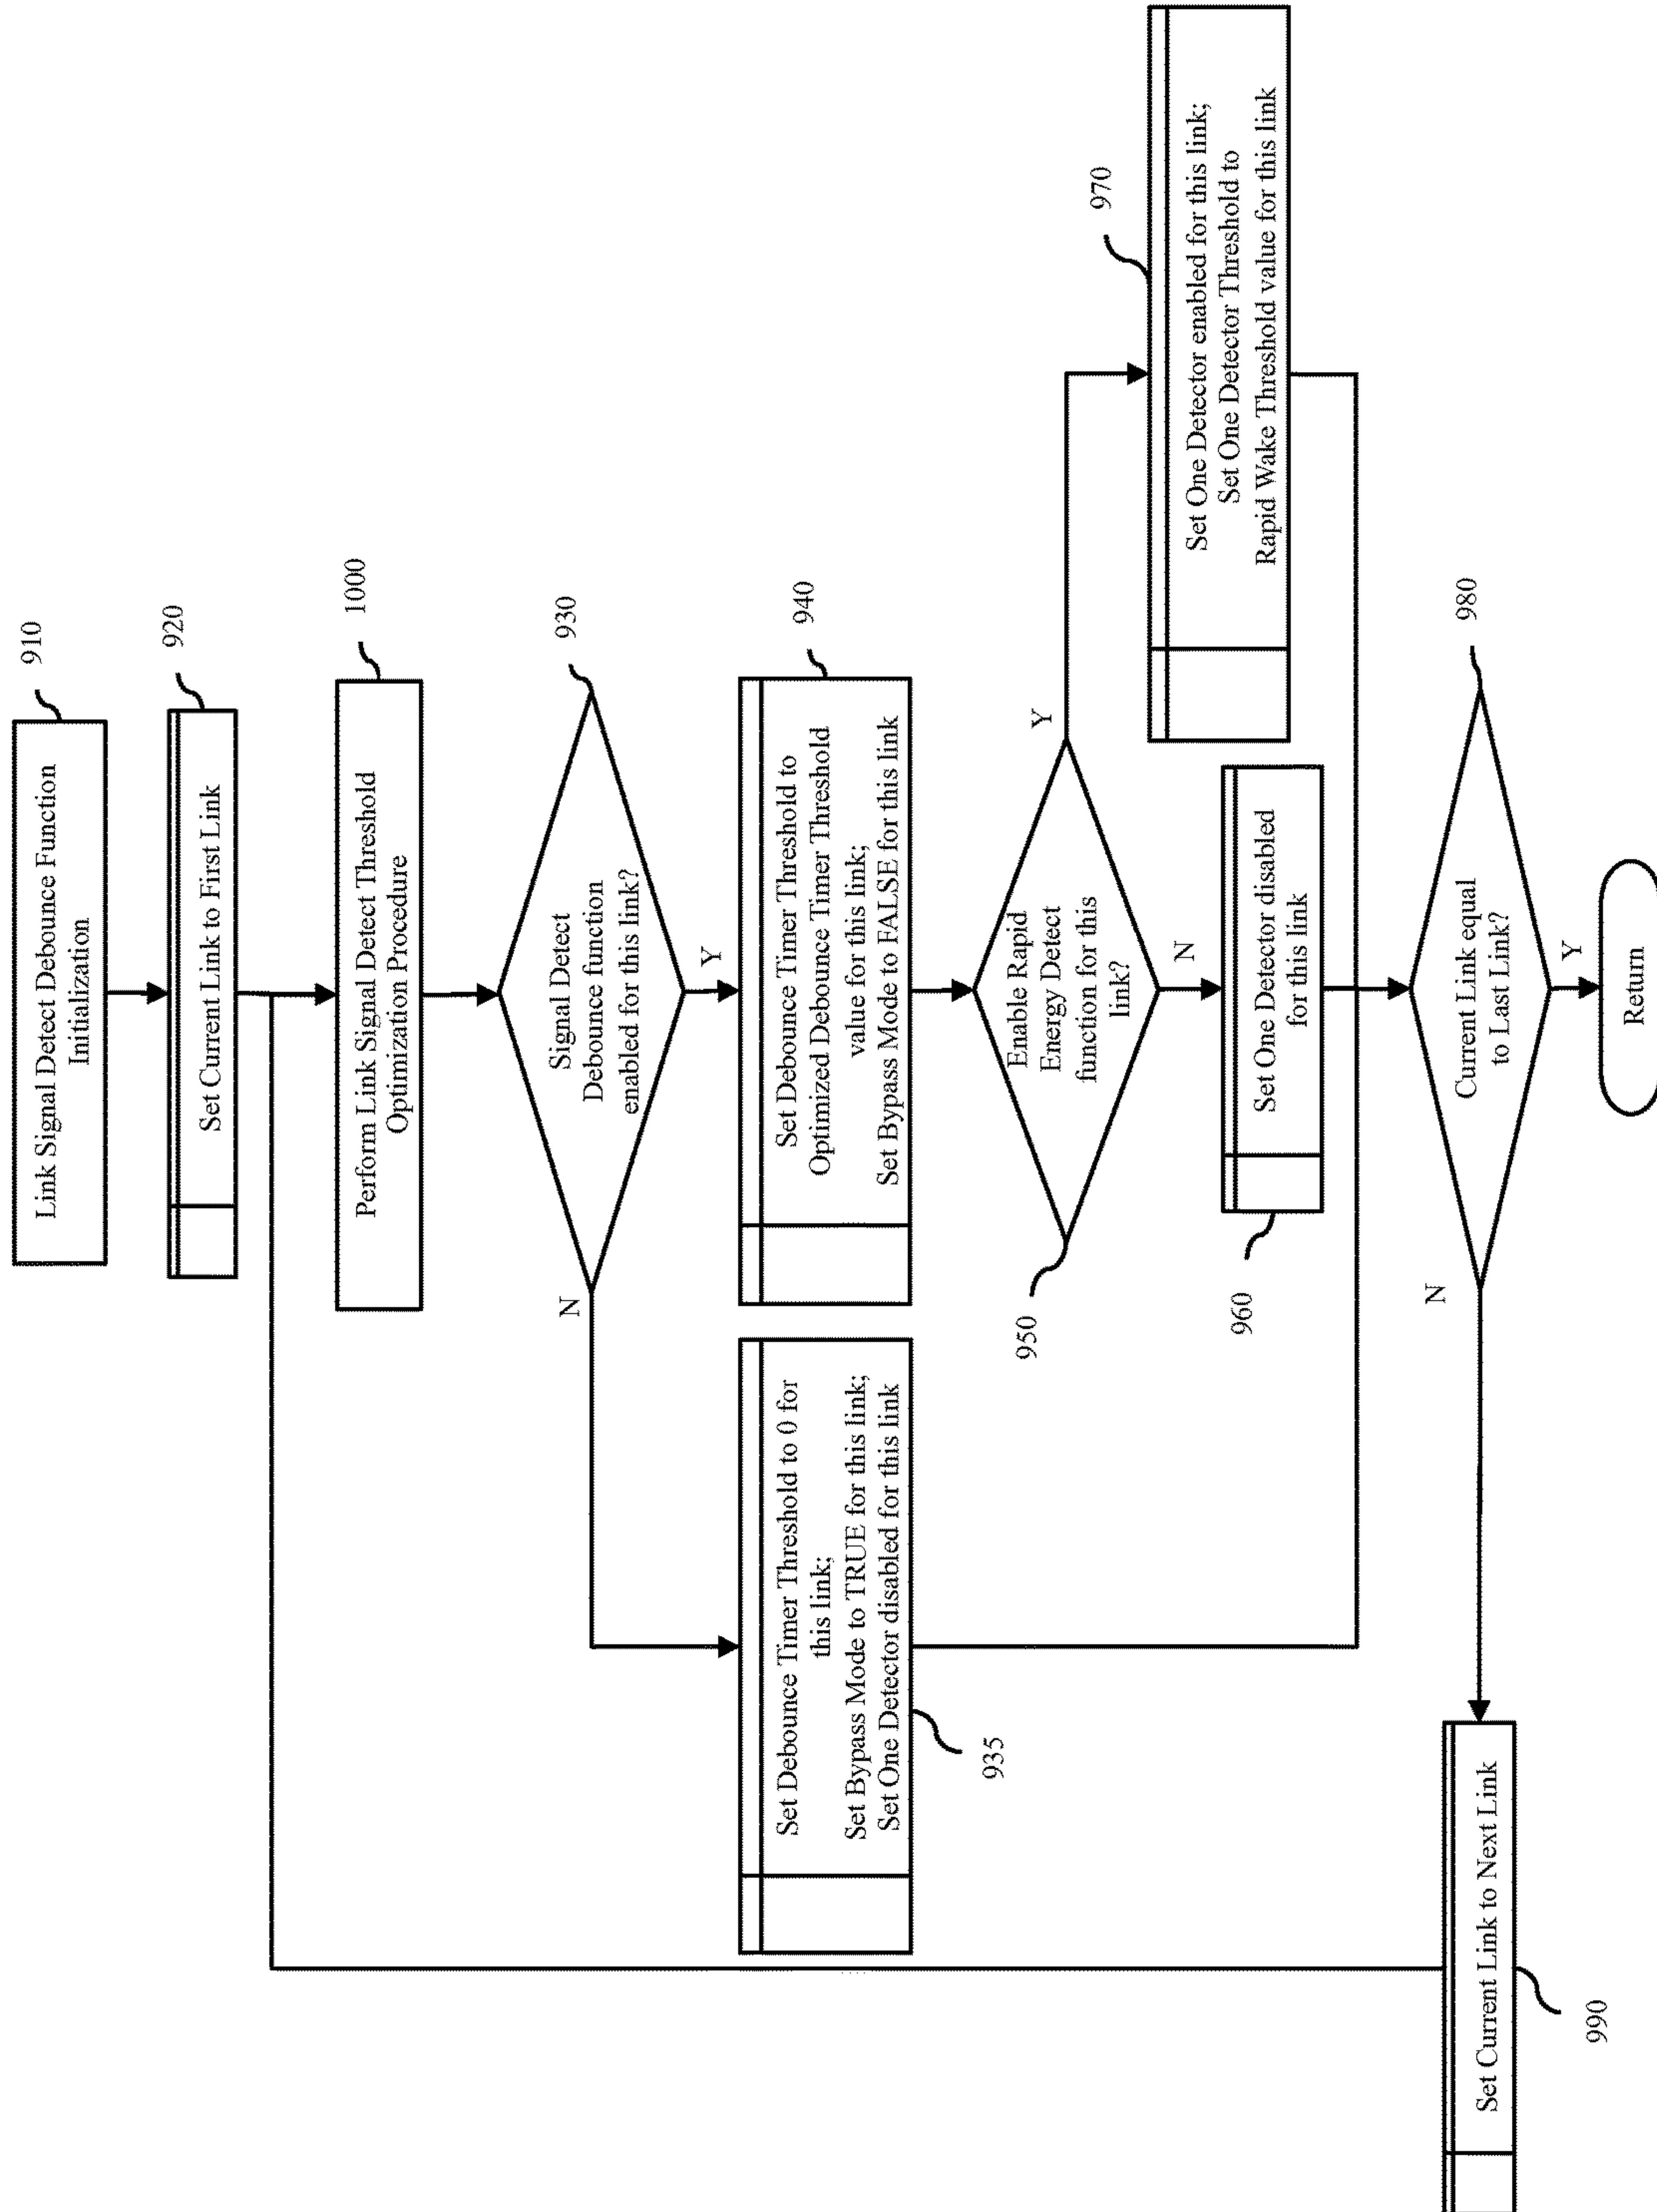 910
Link Signal Detect Debounce Function
Initialization
920
Set Current Link to First Link
1000
Perform Link Signal Detect Threshold
Optimization Procedure
930
Signal Detect
Debounce function
enabled for this link?
N
Y
935
Set Debounce Timer Threshold to 0 for
this link;
Set Bypass Mode to TRUE for this link;
Set One Detector disabled for this link
940
Set Debounce Timer Threshold to
Optimized Debounce Timer Threshold
value for this link;
Set Bypass Mode to FALSE for this link
950
Enable Rapid
Energy Detect
function for this
link?
Y
N
970
Set One Detector enabled for this link;
Set One Detector Threshold to
Rapid Wake Threshold value for this link
960
Set One Detector disabled
for this link
980
Current Link equal
to Last Link?
N
Y
990
Set Current Link to Next Link
Return